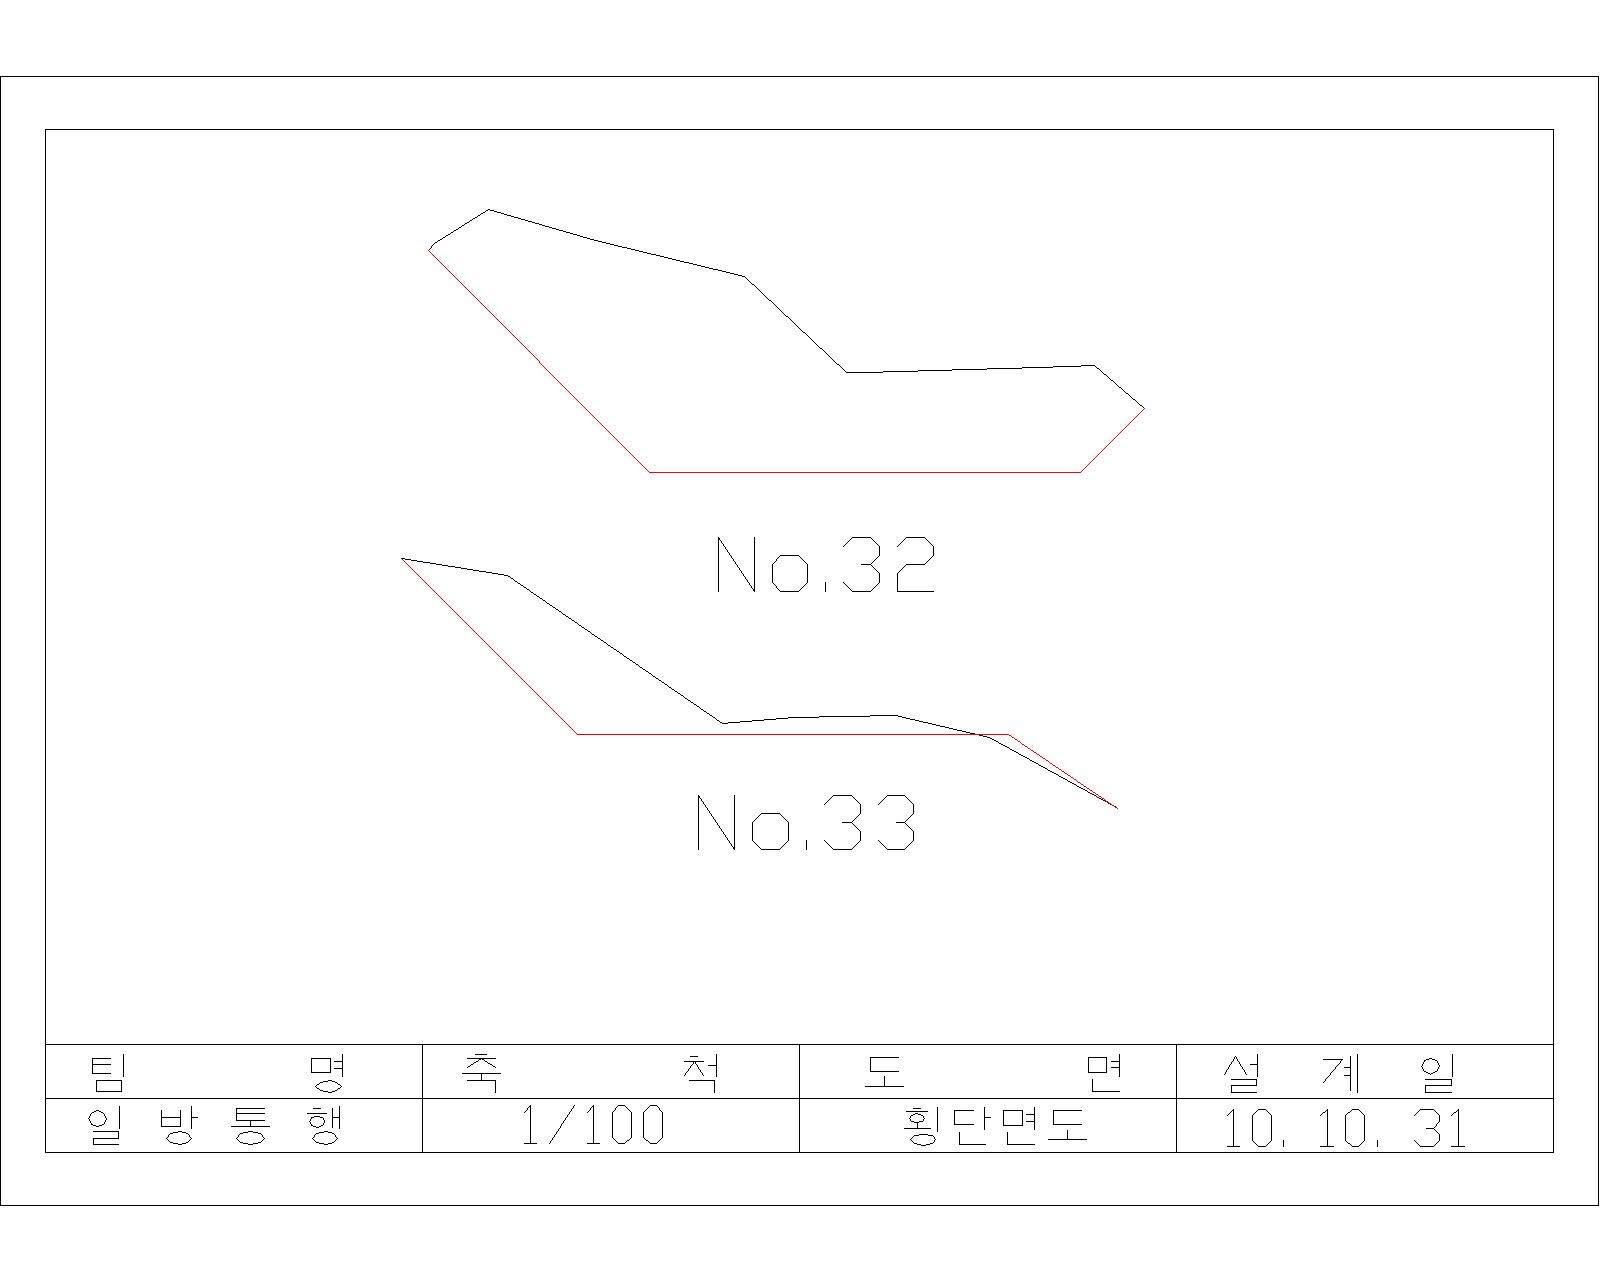 No.32
No.33
팀 명 축 척 도 면 설 계 일
일 방 통 행 1/100 횡단면도 10. 10. 31